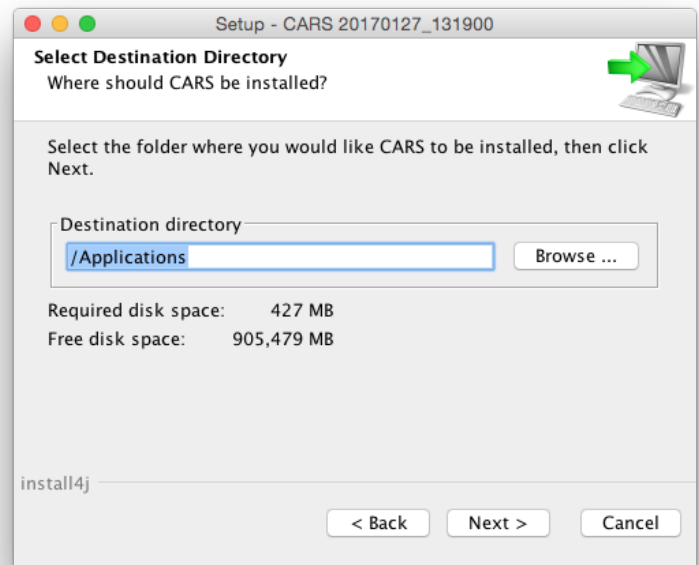 Setup - CARS 20170127_131900
Select Destination Directory
Where should CARS be installed?
Select the folder where you would like CARS to be installed, then click
Next.
Destination directory
/Applications
Browse ...
Required disk space: 427 MB
Free disk space: 905,479 MB
install4j
< Back Next > Cancel